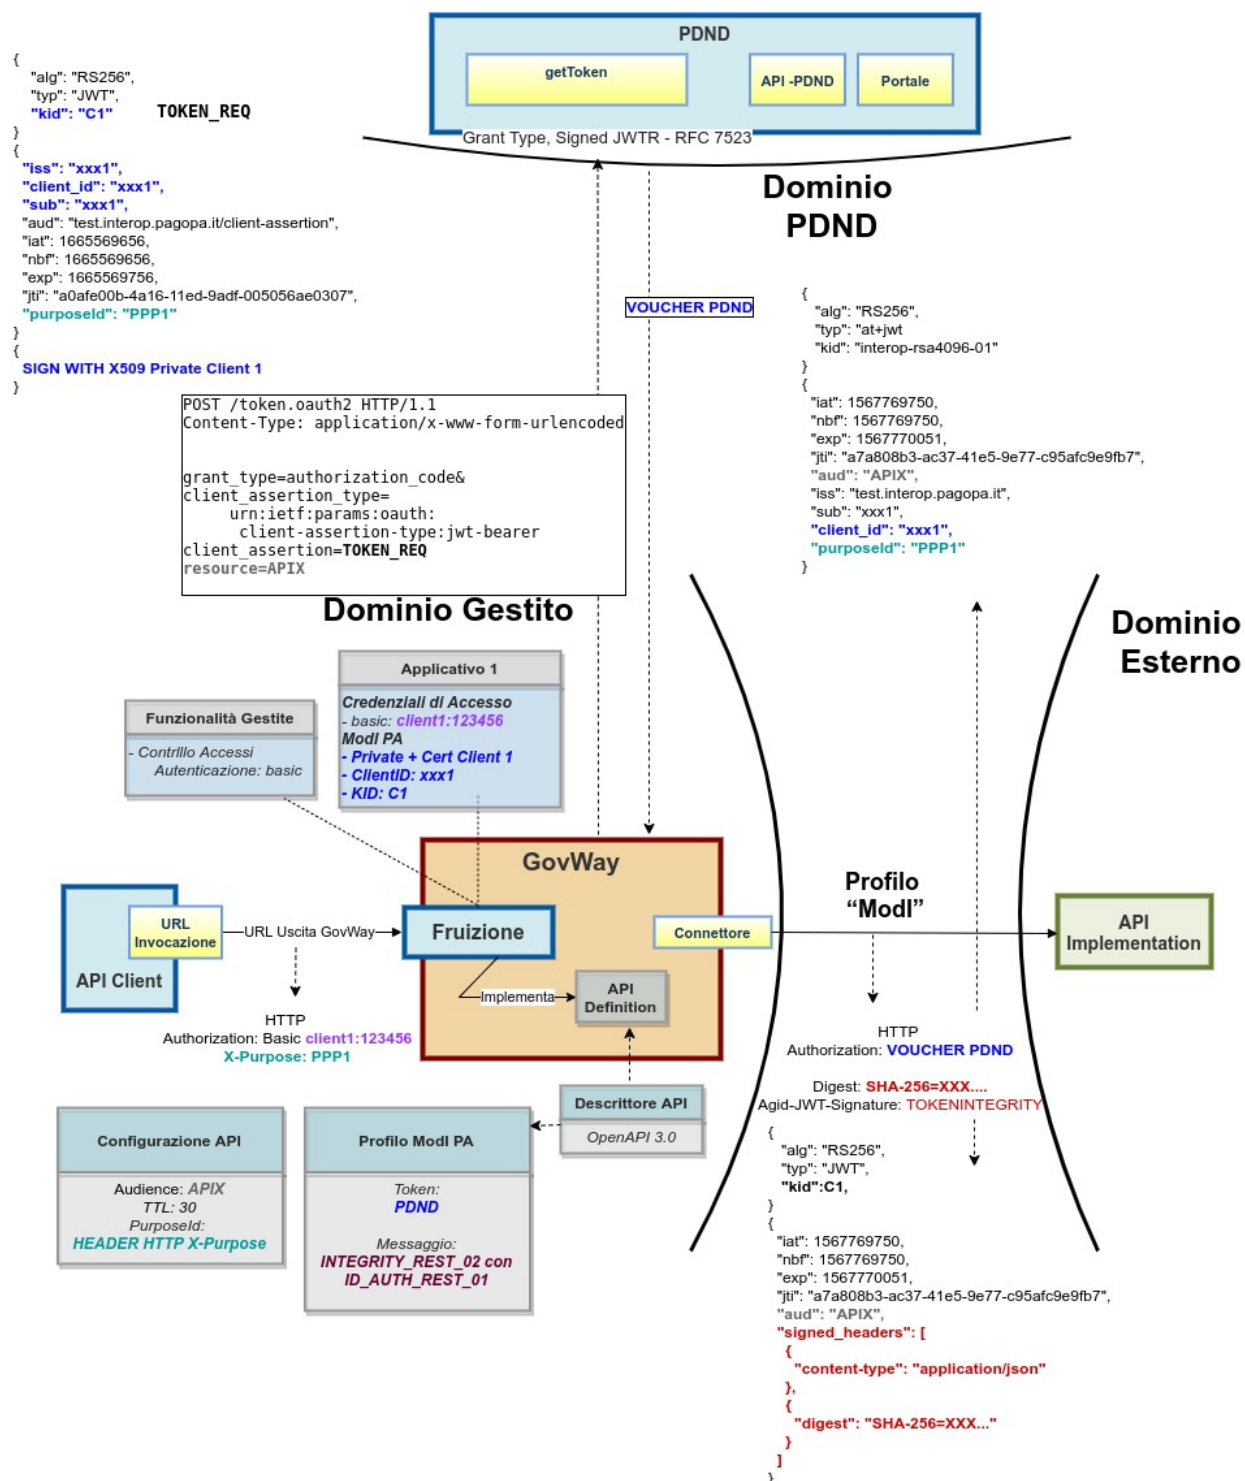 PDND
getToken
API -PDND
Portale
Grant Type, Signed JWTR - RFC 7523
Dominio
PDND
{
"alg": "RS256",
"typ": "JWT",
"kid": "C1"
TOKEN_REQ
}
{
"iss": "xxx1",
"client_id": "xxx1",
"sub": "xxx1",
"aud": "test.interop.pagopa.it/client-assertion",
"iat": 1665569656,
"nbf": 1665569656,
"exp": 1665569756,
"jti": "a0afe00b-4a16-11ed-9adf-005056ae0307",
"purposeId": "PPP1"
}
{
SIGN WITH X509 Private Client 1
}
VOUCHER PDND
{
"alg": "RS256",
"typ": "at+jwt
"kid": "interop-rsa4096-01"
}
{
"iat": 1567769750,
"nbf": 1567769750,
"exp": 1567770051,
"jti": "a7a808b3-ac37-41e5-9e77-c95afc9e9fb7",
"aud": "APIX",
"iss": "test.interop.pagopa.it",
"sub": "xxx1",
"client_id": "xxx1",
"purposeId": "PPP1"
}
POST /token.oauth2 HTTP/1.1
Content-Type: application/x-www-form-urlencoded
grant_type=authorization_code&
client_assertion_type=
urn:ietf:params:oauth:
client-assertion-type:jwt-bearer
client_assertion=TOKEN_REQ
resource=APIX
Dominio Gestito
Dominio
Esterno
Applicativo 1
Credenziali di Accesso
- basic: client1:123456
ModI PA
- Private + Cert Client 1
- ClientID: xxx1
- KID: C1
Funzionalità Gestite
- Contrlllo Accessi
Autenticazione: basic
GovWay
Profilo
“ModI”
URL
Invocazione
API Client
URL Uscita GovWay
Fruizione
Connettore
API
Implementation
Implementa
API
Definition
HTTP
Authorization: Basic client1:123456
X-Purpose: PPP1
HTTP
Authorization: VOUCHER PDND
Digest: SHA-256=XXX....
Agid-JWT-Signature: TOKENINTEGRITY
Descrittore API
OpenAPI 3.0
Configurazione API
Audience: APIX
TTL: 30
PurposeId:
HEADER HTTP X-Purpose
Profilo ModI PA
Token:
PDND
Messaggio:
INTEGRITY_REST_02 con
ID_AUTH_REST_01
{
"alg": "RS256",
"typ": "JWT",
"kid":C1,
}
{
"iat": 1567769750,
"nbf": 1567769750,
"exp": 1567770051,
"jti": "a7a808b3-ac37-41e5-9e77-c95afc9e9fb7",
"aud": "APIX",
"signed_headers": [
{
"content-type": "application/json"
},
{
"digest": "SHA-256=XXX..."
}
]
}